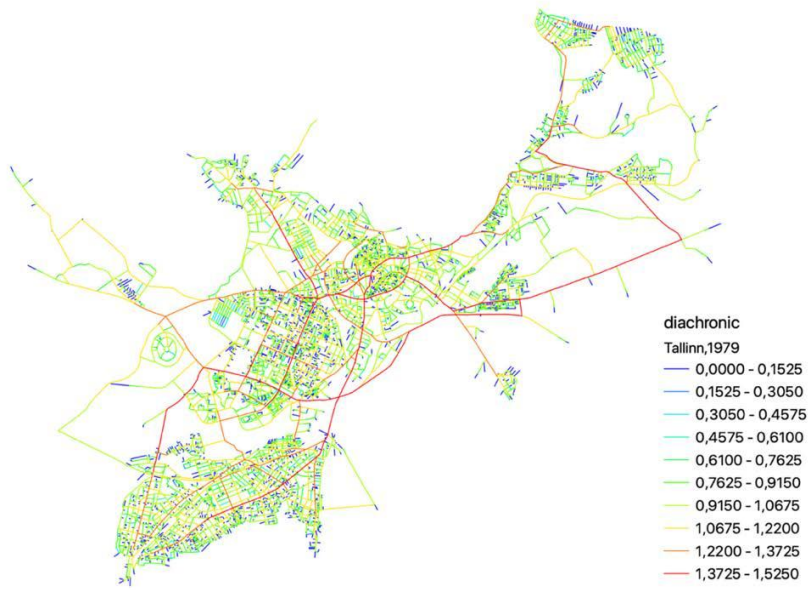 diachronic
Tallinn,1979
0,0000 - 0,1525
0,1525 - 0,3050
0,3050 - 0,4575
0,4575 - 0,6100
0,6100 - 0,7625
0,7625 - 0,9150
0,9150 - 1,0675
1,0675 - 1,2200
1,2200 - 1,3725
1,3725 - 1,5250